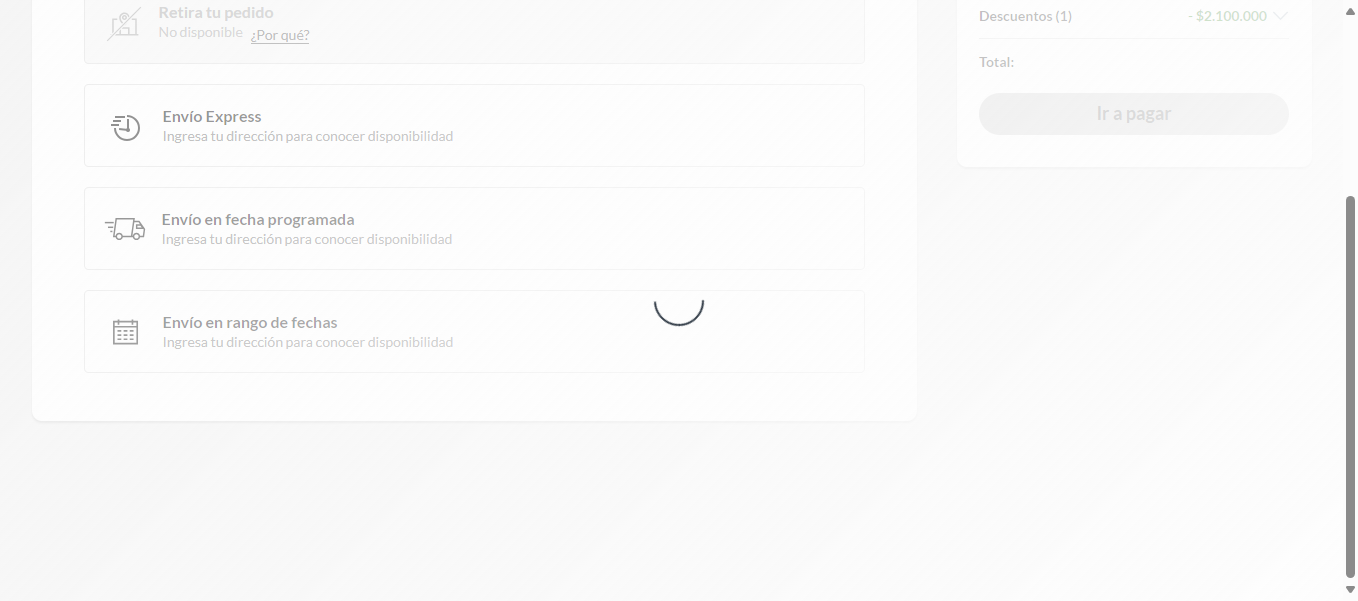 Retira tu pedido
No disponible ¿Por qué?
Envío Express
Ingresa tu dirección para conocer disponibilidad
Envío en fecha programada
Ingresa tu dirección para conocer disponibilidad
Envío en rango de fechas
Ingresa tu dirección para conocer disponibilidad
Descuentos (1) - $2.100.000
Total:
Ir a pagar